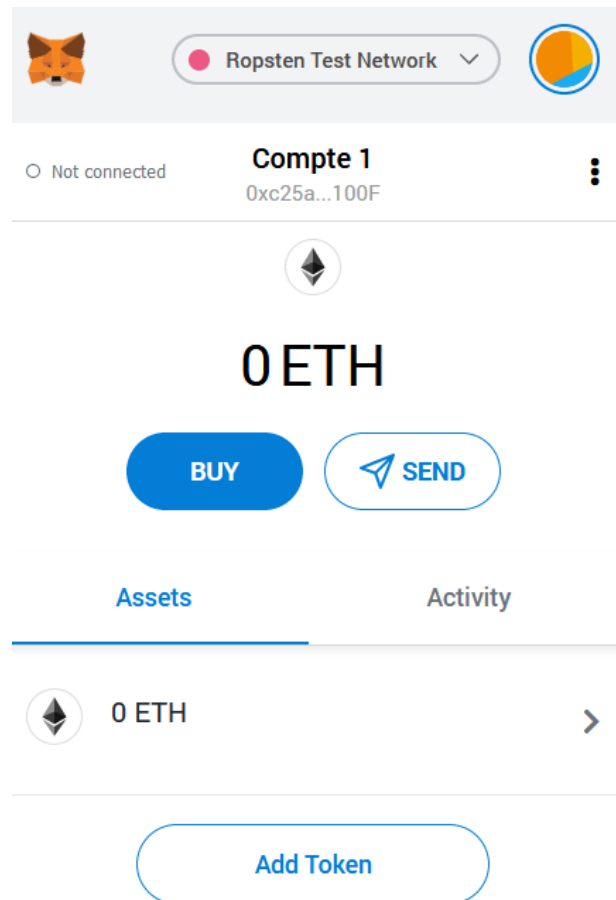 Ropsten Test Network
Not connected
Compte 1
0xc25a...100F
0 ETH
BUY
SEND
Assets
Activity
0 ETH
Add Token